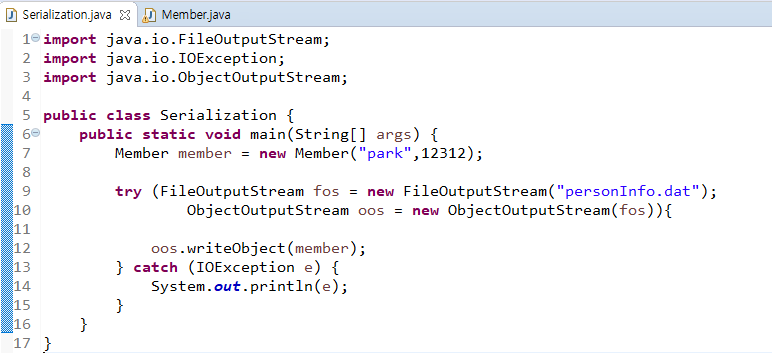 Serialization.java Member.java
1 import java.io.FileOutputStream;
2 import java.io.IOException;
3 import java.io.ObjectOutputStream;
4
5 public class Serialization {
6 public static void main(String[] args) {
7 Member member = new Member("park",12312);
8
9 try (FileOutputStream fos = new FileOutputStream("personInfo.dat");
10 ObjectOutputStream oos = new ObjectOutputStream(fos)){
11
12 oos.writeObject(member);
13 } catch (IOException e) {
14 System.out.println(e);
15 }
16 }
17 }